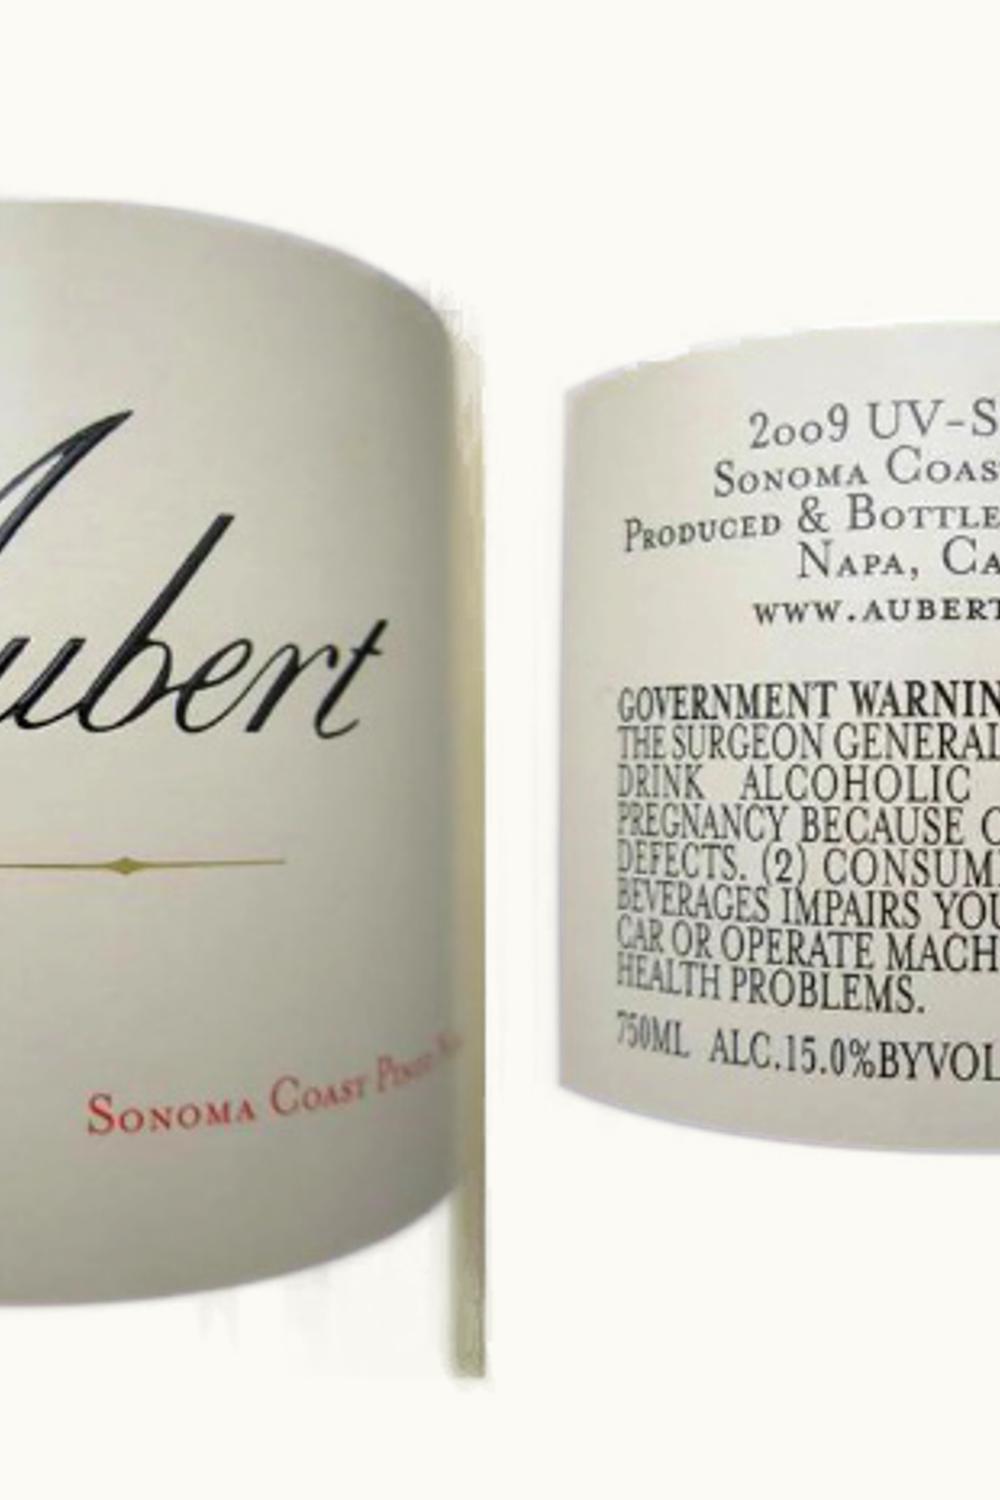 Aubert
SONOMA COAST PINOT
2009 UV-S
SONOMA COAS
PRODUCED & BOTTLE
NAPA, CA
WWW.AUBERT
GOVERNMENT WARNIN
THE SURGEON GENERAL
DRINK ALCOHOLIC
PREGNANCY BECAUSE O
DEFECTS. (2) CONSUM
BEVERAGES IMPAIRS YOU
CAR OR OPERATE MACH
HEALTH PROBLEMS.
750ML ALC.15.0%BYVOL